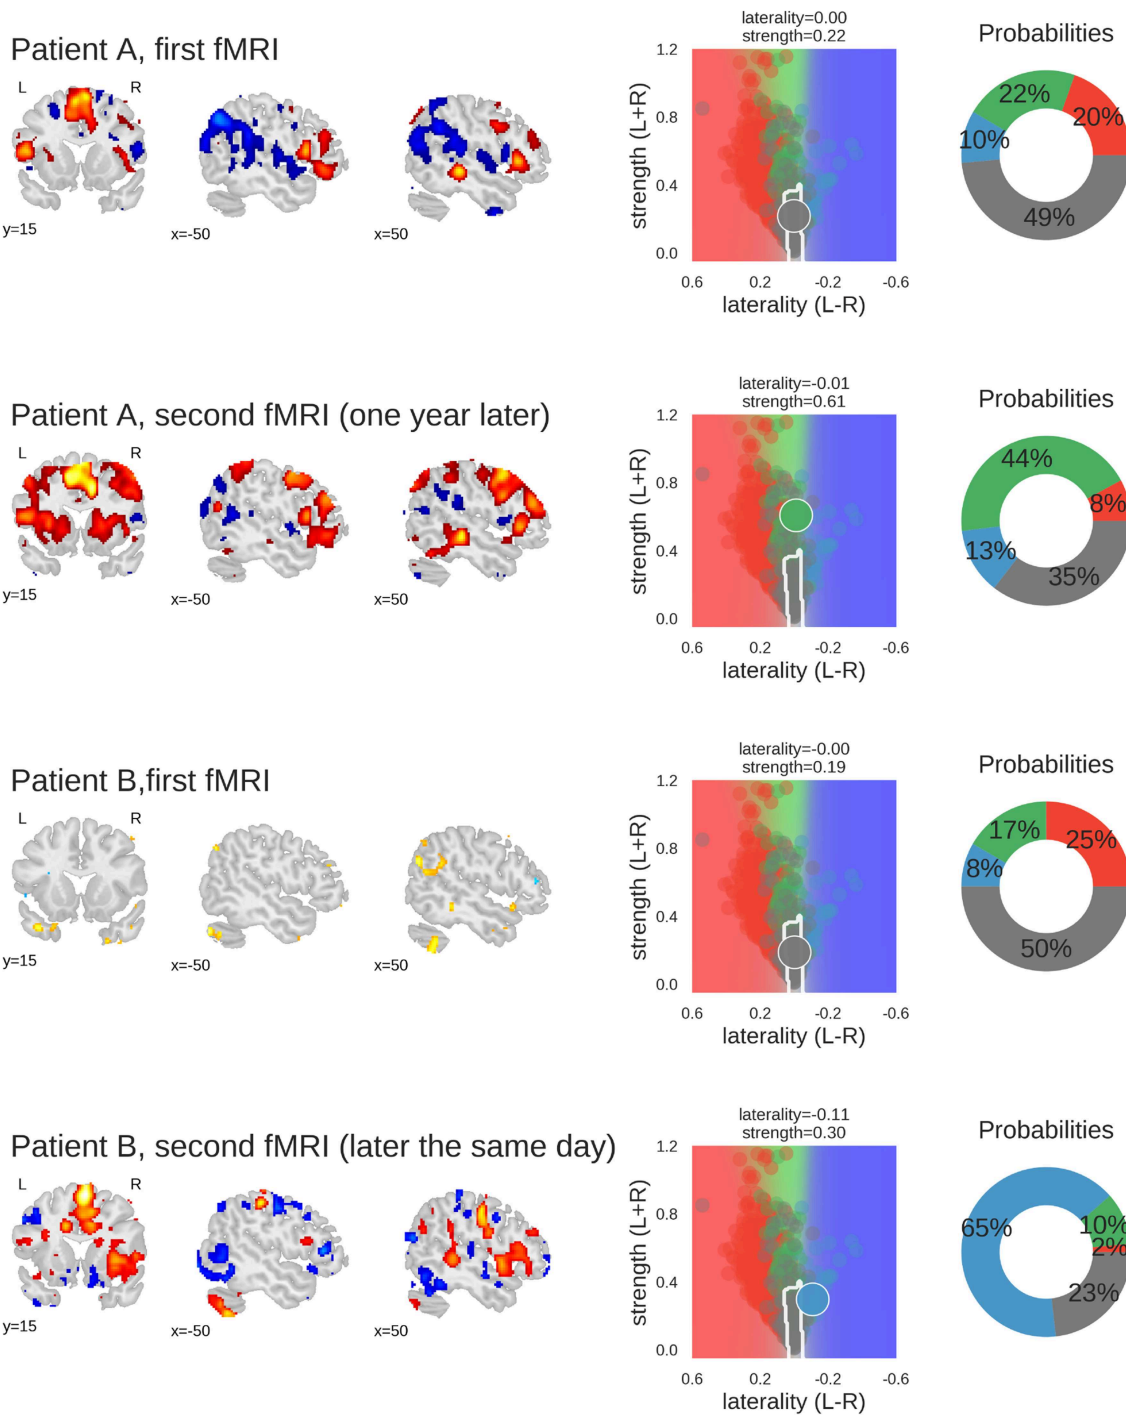 Patient A, first fMRI
L
R
y=15
x=-50
x=50
laterality=0.00
strength=0.22
1.2
0.8
0.4
0.0
strength (L+R)
0.6
0.2
-0.2
-0.6
laterality (L-R)
Probabilities
22%
20%
10%
49%
Patient A, second fMRI (one year later)
L
R
y=15
x=-50
x=50
laterality=-0.01
strength=0.61
1.2
0.8
0.4
0.0
strength (L+R)
0.6
0.2
-0.2
-0.6
laterality (L-R)
Probabilities
44%
8%
13%
35%
Patient B,first fMRI
L
R
y=15
x=-50
x=50
laterality=-0.00
strength=0.19
1.2
0.8
0.4
0.0
strength (L+R)
0.6
0.2
-0.2
-0.6
laterality (L-R)
Probabilities
17%
25%
8%
50%
Patient B, second fMRI (later the same day)
L
R
y=15
x=-50
x=50
laterality=-0.11
strength=0.30
1.2
0.8
0.4
0.0
strength (L+R)
0.6
0.2
-0.2
-0.6
laterality (L-R)
Probabilities
65%
10%
2%
23%